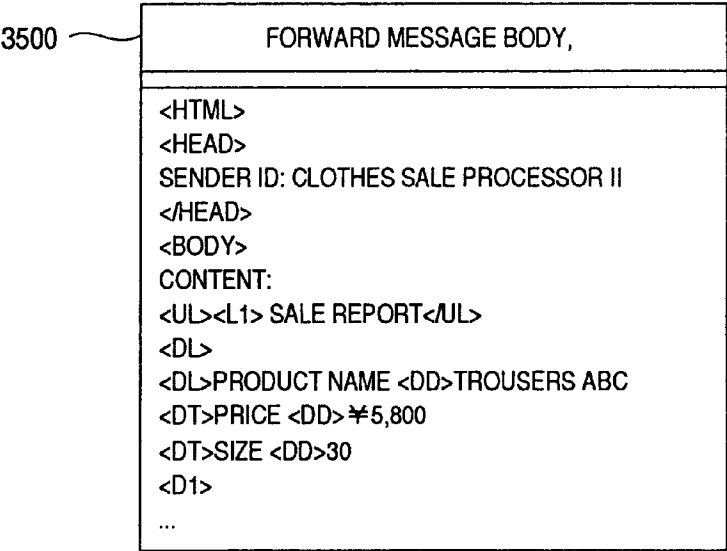 3500
FORWARD MESSAGE BODY,
<HTML>
<HEAD>
SENDER ID: CLOTHES SALE PROCESSOR II
</HEAD>
<BODY>
CONTENT:
<UL><L1> SALE REPORT</UL>
<DL>
<DL>PRODUCT NAME <DD>TROUSERS ABC
<DT>PRICE <DD>¥5,800
<DT>SIZE <DD>30
<D1>
...